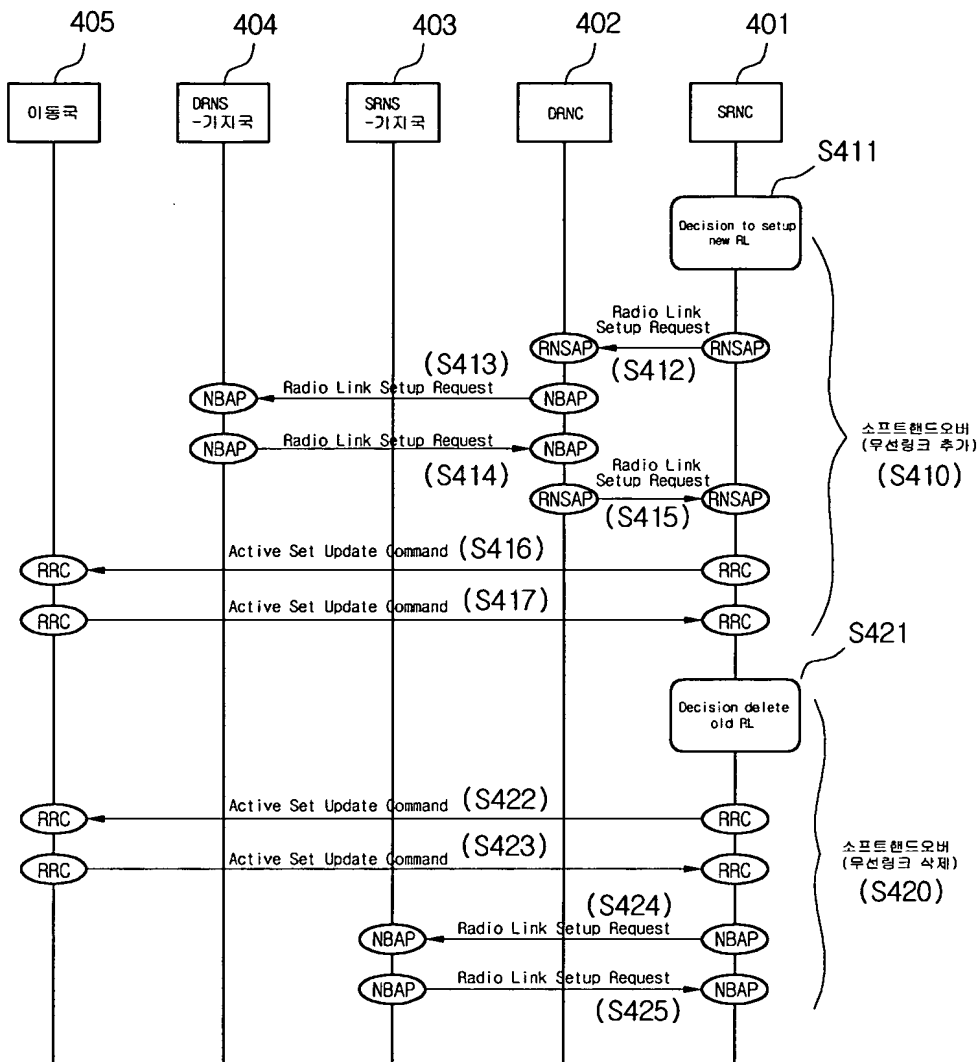 405
404
403
402
401
이동국
DRNS
-기지국
SRNS
-기지국
DRNC
SRNC
S411
Decision to setup
new RL
Radio Link
Setup Request
RNSAP
RNSAP
(S412)
(S413)
NBAP
Radio Link Setup Request
NBAP
NBAP
Radio Link Setup Request
NBAP
(S414)
Radio Link
Setup Request
RNSAP
RNSAP
(S415)
소프트핸드오버
(무선링크 추가)
(S410)
RRC
Active Set Update Command
(S416)
RRC
RRC
Active Set Update Command
(S417)
RRC
S421
Decision delete
old RL
RRC
Active Set Update Command
(S422)
RRC
RRC
Active Set Update Command
(S423)
RRC
소프트핸드오버
(무선링크 삭제)
(S420)
(S424)
NBAP
Radio Link Setup Request
NBAP
NBAP
Radio Link Setup Request
NBAP
(S425)